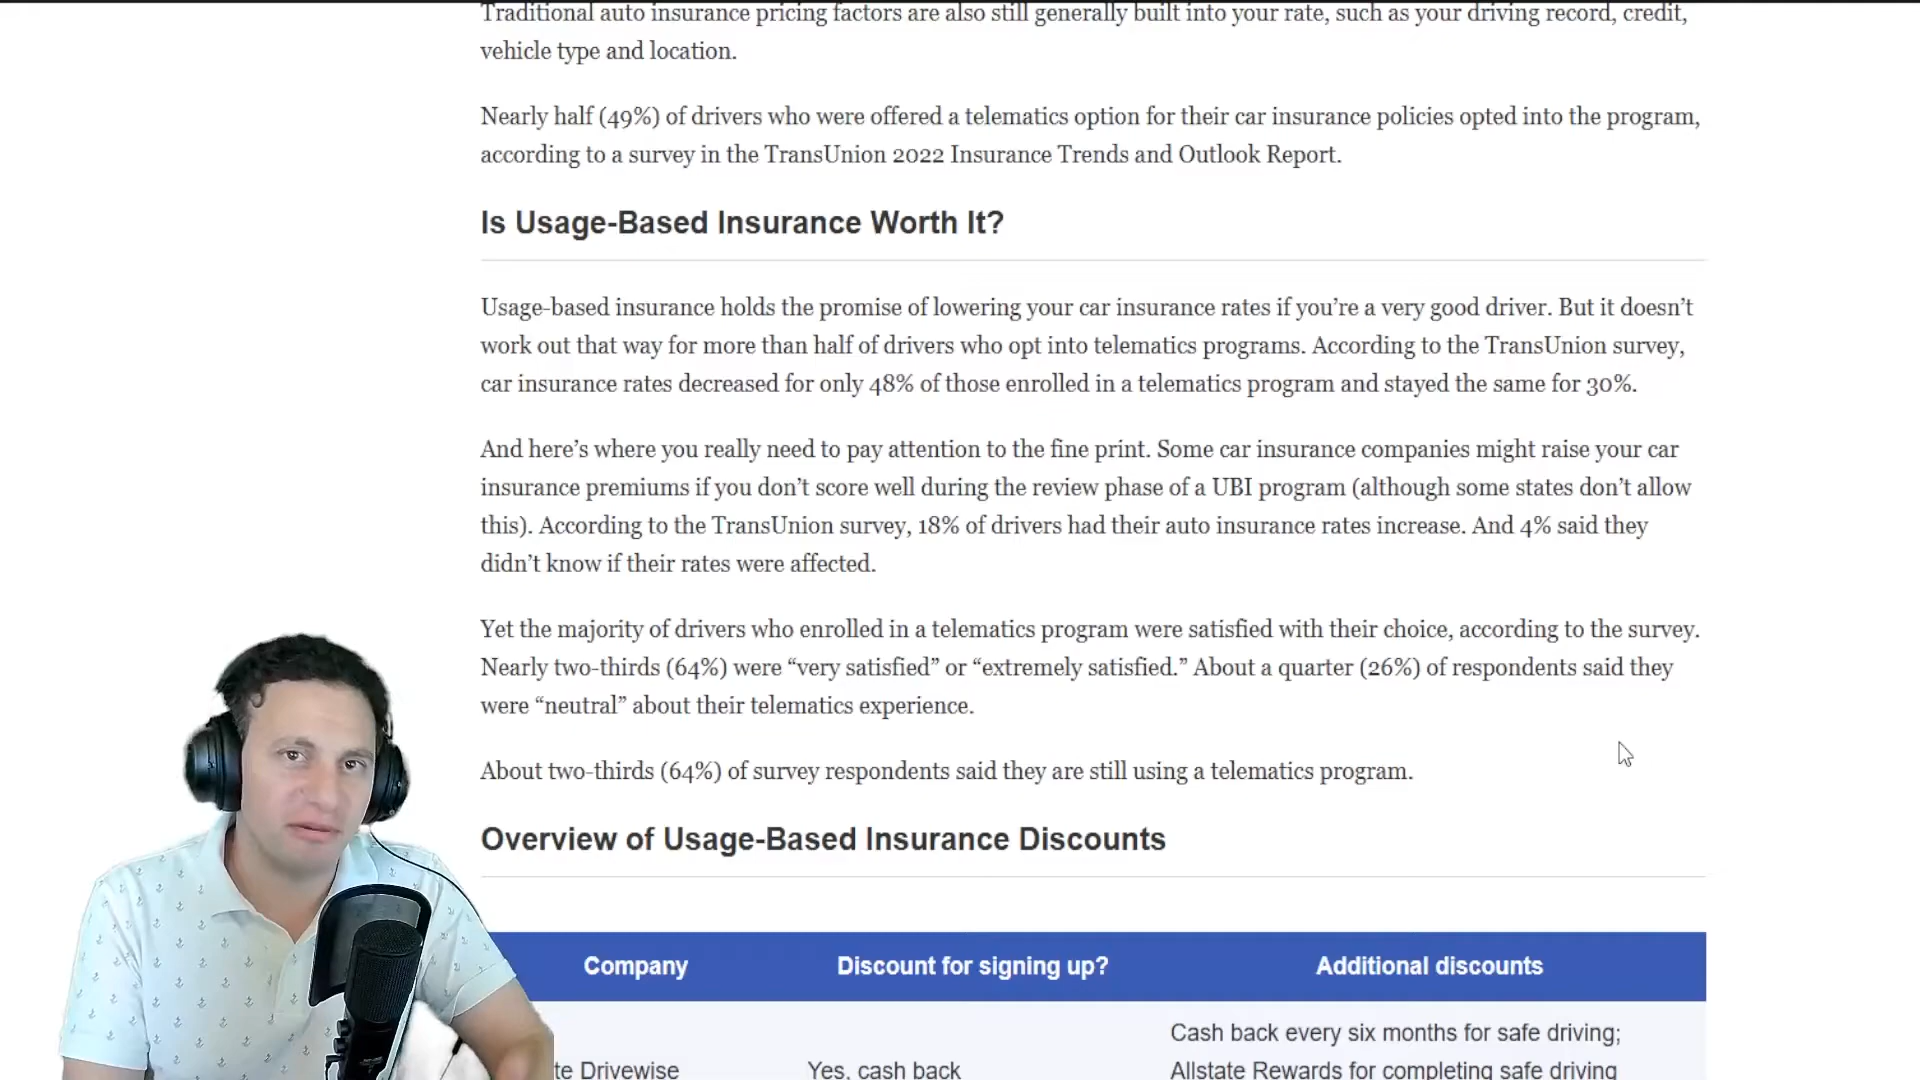 Traditional auto insurance pricing factors are also still generally built into your rate, such as your driving record, credit,
vehicle type and location.
Nearly half (49%) of drivers who were offered a telematics option for their car insurance policies opted into the program,
according to a survey in the TransUnion 2022 Insurance Trends and Outlook Report.
Is Usage-Based Insurance Worth It?
Usage-based insurance holds the promise of lowering your car insurance rates if you’re a very good driver. But it doesn’t
work out that way for more than half of drivers who opt into telematics programs. According to the TransUnion survey,
car insurance rates decreased for only 48% of those enrolled in a telematics program and stayed the same for 30%.
And here’s where you really need to pay attention to the fine print. Some car insurance companies might raise your car
insurance premiums if you don’t score well during the review phase of a UBI program (although some states don’t allow
this). According to the TransUnion survey, 18% of drivers had their auto insurance rates increase. And 4% said they
didn’t know if their rates were affected.
Yet the majority of drivers who enrolled in a telematics program were satisfied with their choice, according to the survey.
Nearly two-thirds (64%) were “very satisfied” or “extremely satisfied.” About a quarter (26%) of respondents said they
were “neutral” about their telematics experience.
About two-thirds (64%) of survey respondents said they are still using a telematics program.
Overview of Usage-Based Insurance Discounts
Company Discount for signing up? Additional discounts
Cash back every six months for safe driving;
te Drivewise Yes, cash back Allstate Rewards for completing safe driving